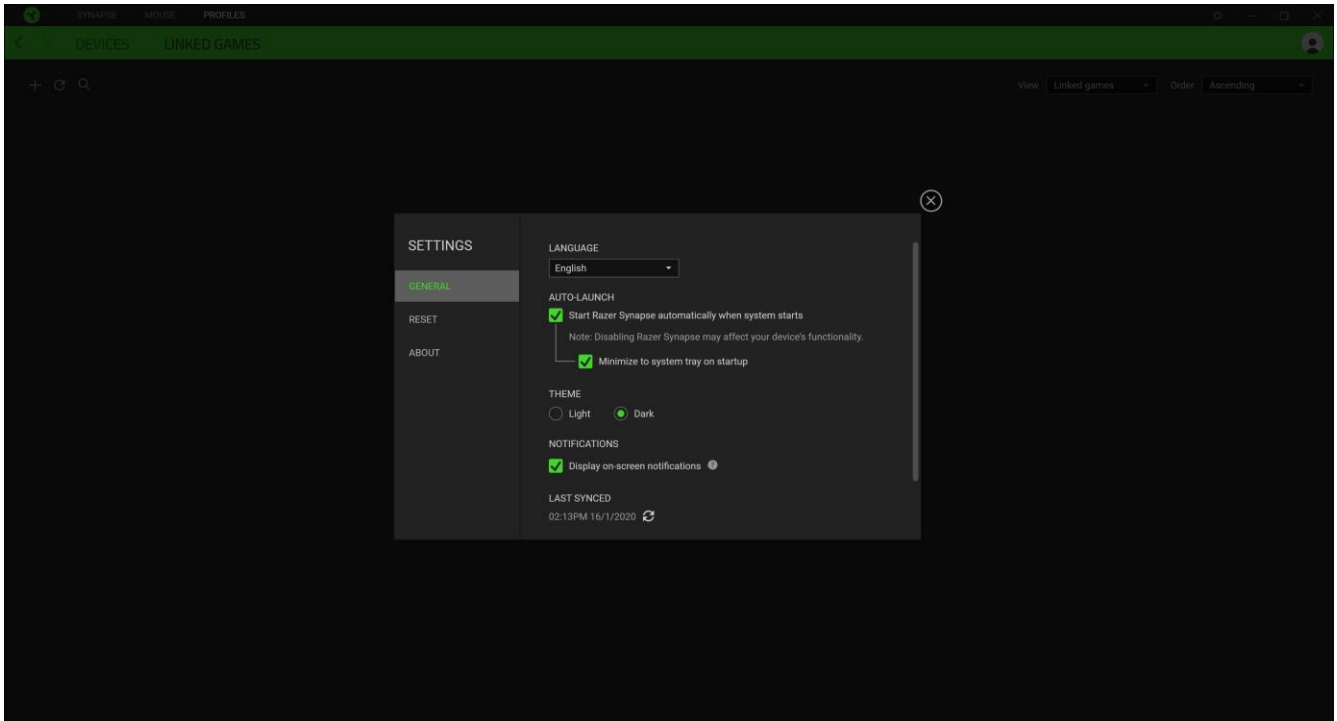 SYNAPSE MOUSE PROFILES
DEVICES LINKED GAMES
View Linked games Order Ascending
SETTINGS
GENERAL
RESET
ABOUT
LANGUAGE
English
AUTO-LAUNCH
Start Razer Synapse automatically when system starts
Note: Disabling Razer Synapse may affect your device's functionality.
Minimize to system tray on startup
THEME
Light Dark
NOTIFICATIONS
Display on-screen notifications ?
LAST SYNCED
02:13PM 16/1/2020